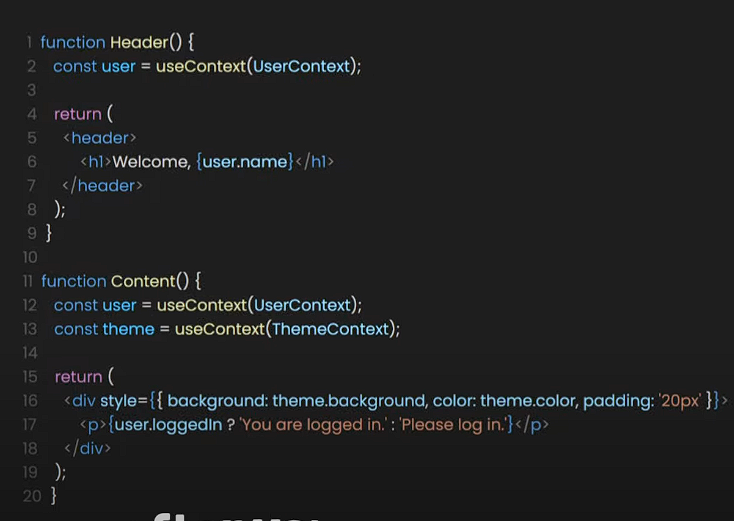 1 function Header() {
2 const user = useContext(UserContext);
3
4 return (
5 <header>
6 <h1>Welcome, {user.name}</h1>
7 </header>
8 );
9 }
10
11 function Content() {
12 const user = useContext(UserContext);
13 const theme = useContext(ThemeContext);
14
15 return (
16 <div style={{ background: theme.background, color: theme.color, padding: '20px' }}>
17 <p>{user.loggedIn ? 'You are logged in.' : 'Please log in.'}</p>
18 </div>
19 );
20 }